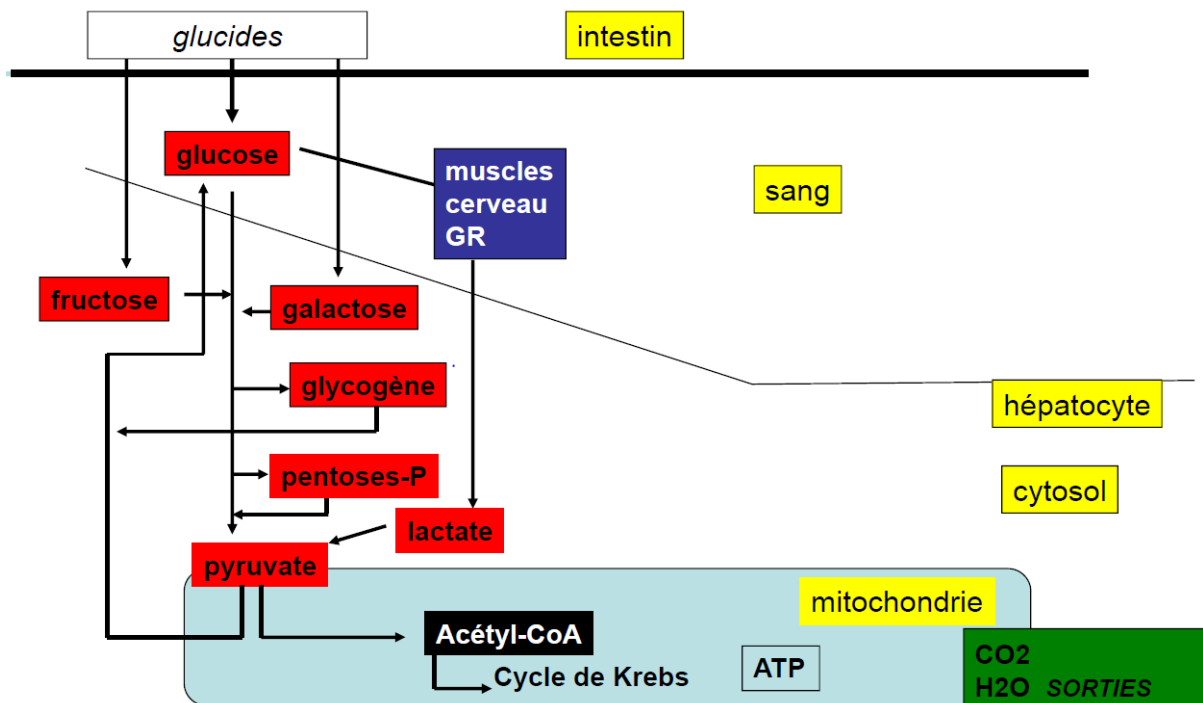 glucides
intestin
glucose
muscles
cerveau
GR
sang
fructose
galactose
glycogène
hépatocyte
pentoses-P
cytosol
lactate
pyruvate
mitochondrie
Acétyl-CoA
Cycle de Krebs
ATP
CO2
H2O SORTIES